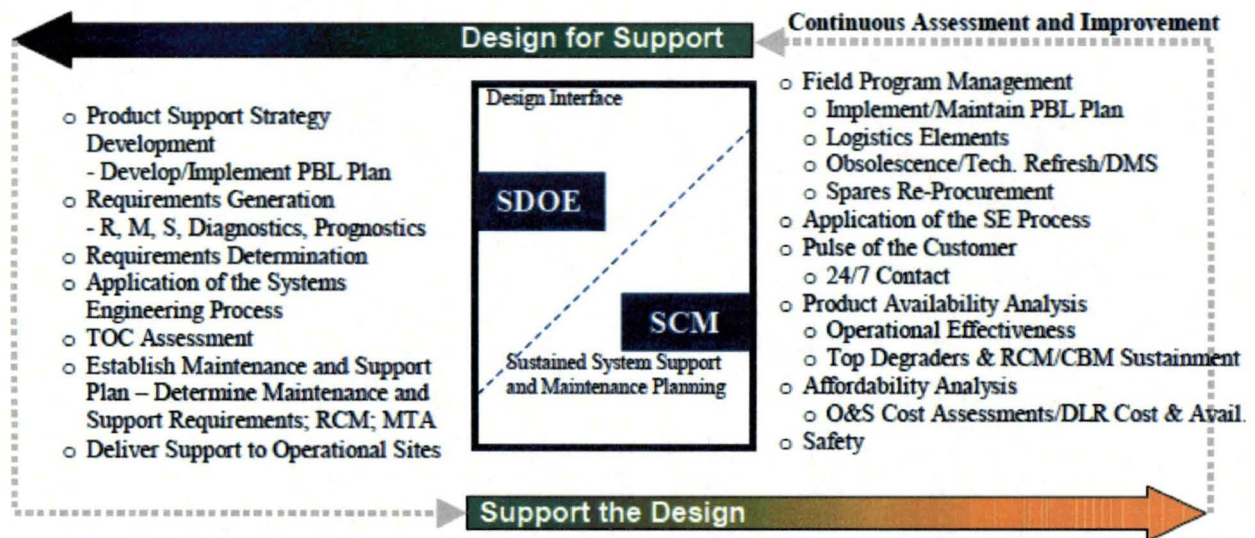 Design for Support
Continuous Assessment and Improvement
o Product Support Strategy
Development
- Develop/Implement PBL Plan
o Requirements Generation
- R, M, S, Diagnostics, Prognostics
o Requirements Determination
o Application of the Systems
Engineering Process
o TOC Assessment
o Establish Maintenance and Support
Plan – Determine Maintenance and
Support Requirements; RCM; MTA
o Deliver Support to Operational Sites
Design Interface
SDOE
SCM
Sustained System Support
and Maintenance Planning
o Field Program Management
o Implement/Maintain PBL Plan
o Logistics Elements
o Obsolescence/Tech. Refresh/DMS
o Spares Re-Procurement
o Application of the SE Process
o Pulse of the Customer
o 24/7 Contact
o Product Availability Analysis
o Operational Effectiveness
o Top Degraders & RCM/CBM Sustainment
o Affordability Analysis
o O&S Cost Assessments/DLR Cost & Avail.
o Safety
Support the Design